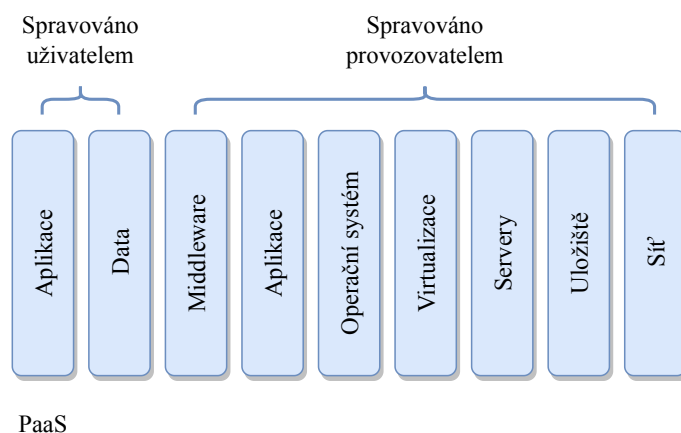 Spravováno
uživatelem
Spravováno
provozovatelem
Aplikace
Data
Middleware
Aplikace
Operační systém
Virtualizace
Servery
Uložiště
Síť
PaaS